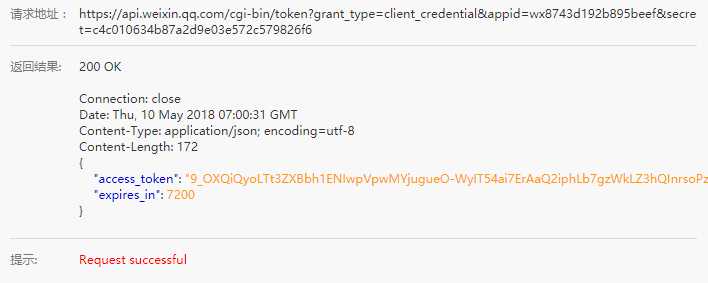 请求地址： https://api.weixin.qq.com/cgi-bin/token?grant_type=client_credential&appid=wx8743d192b895beef&secre
t=c4c010634b87a2d9e03e572c579826f6
返回结果: 200 OK
Connection: close
Date: Thu, 10 May 2018 07:00:31 GMT
Content-Type: application/json; encoding=utf-8
Content-Length: 172
{
"access_token": "9_OXQiQyoLTt3ZXBbh1ENIwpVpwMYjugueO-WyIT54ai7ErAaQ2iphLb7gzWkLZ3hQInrsoPz
"expires_in": 7200
}
提示: Request successful